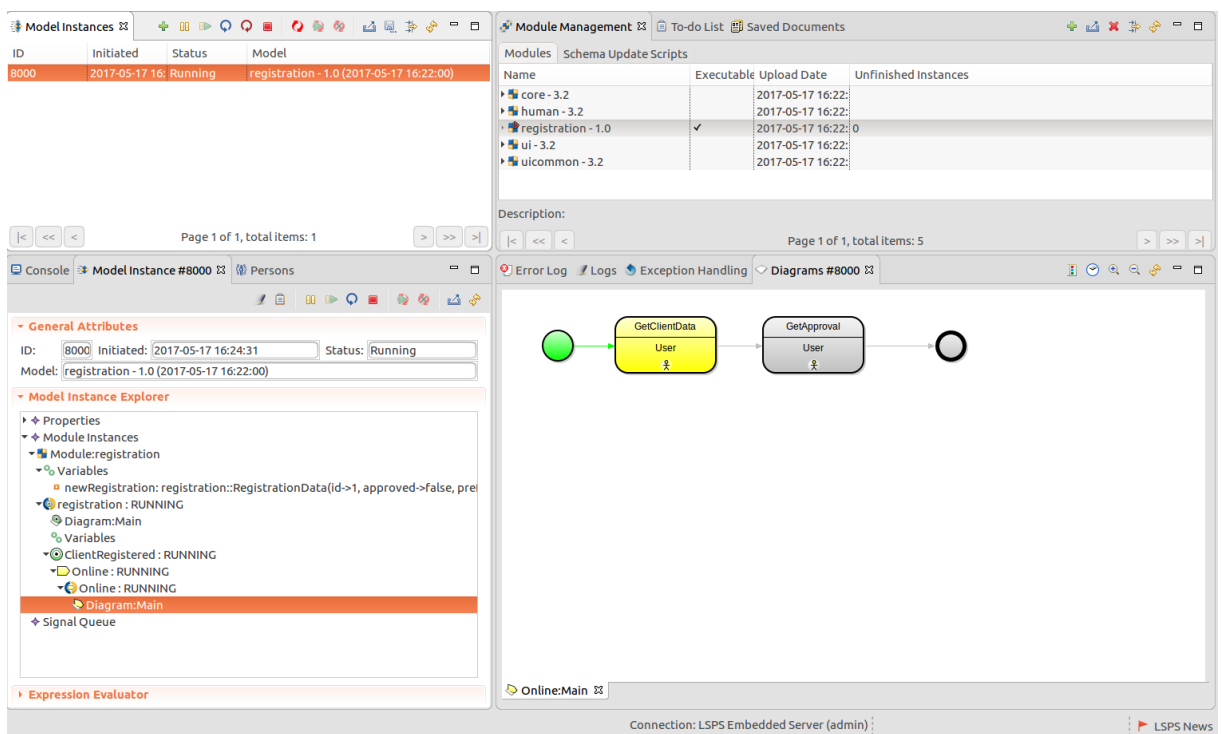 Model Instances
ID Initiated Status Model
8000 2017-05-17 16: Running registration - 1.0 (2017-05-17 16:22:00)
|< << < Page 1 of 1, total items: 1 > >> >|
Module Management To-do List Saved Documents
Modules Schema Update Scripts
Name Executable Upload Date Unfinished Instances
core - 3.2 2017-05-17 16:22:
human - 3.2 2017-05-17 16:22:
registration - 1.0 ✔ 2017-05-17 16:22: 0
ui - 3.2 2017-05-17 16:22:
uicommon - 3.2 2017-05-17 16:22:
Description:
|< << < Page 1 of 1, total items: 5 > >> >|
Console Model Instance #8000 Persons
General Attributes
ID: 8000 Initiated: 2017-05-17 16:24:31 Status: Running
Model: registration - 1.0 (2017-05-17 16:22:00)
Model Instance Explorer
Properties
Module Instances
Module:registration
Variables
newRegistration: registration::RegistrationData(id->1, approved->false, pre
registration : RUNNING
Diagram:Main
Variables
ClientRegistered : RUNNING
Online : RUNNING
Online : RUNNING
Diagram:Main
Signal Queue
Expression Evaluator
Error Log Logs Exception Handling Diagrams #8000
GetClientData
User
GetApproval
User
Online:Main
Connection: LSPS Embedded Server (admin)
LSPS News